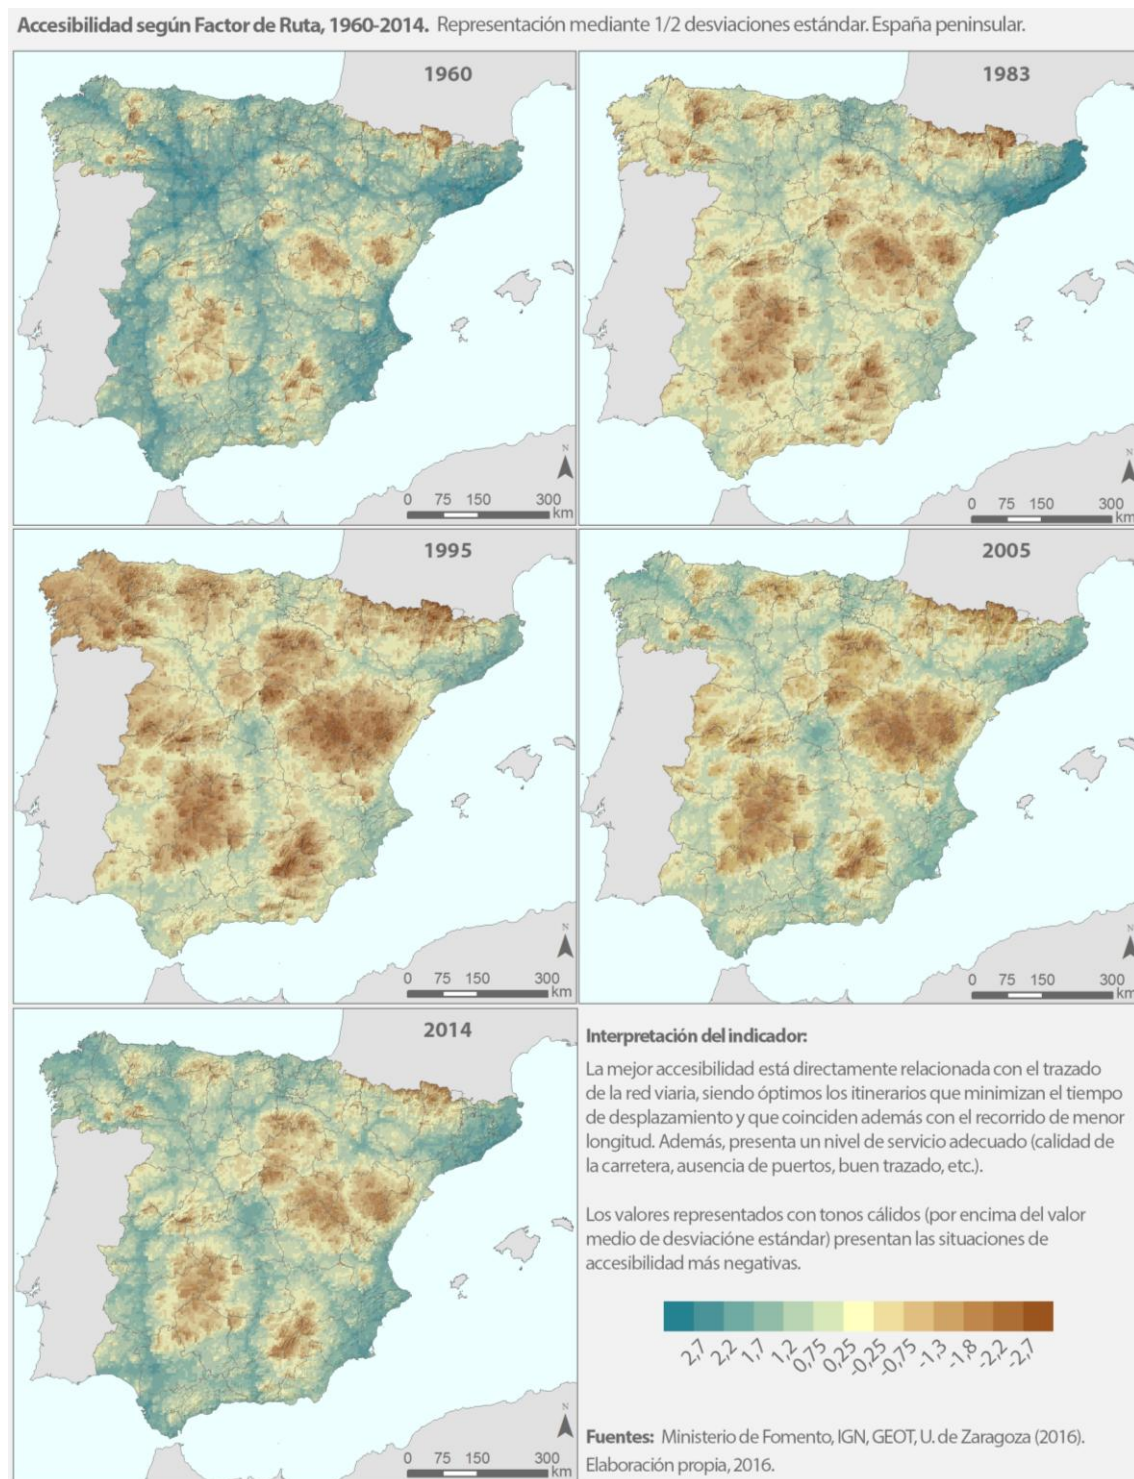 Accesibilidad según Factor de Ruta, 1960-2014. Representación mediante 1/2 desviaciones estándar. España peninsular.
1960
N
0 75 150 300
km
1983
N
0 75 150 300
km
1995
N
0 75 150 300
km
2005
N
0 75 150 300
km
2014
N
0 75 150 300
km
Interpretación del indicador:
La mejor accesibilidad está directamente relacionada con el trazado
de la red viaria, siendo óptimos los itinerarios que minimizan el tiempo
de desplazamiento y que coinciden además con el recorrido de menor
longitud. Además, presenta un nivel de servicio adecuado (calidad de
la carretera, ausencia de puertos, buen trazado, etc.).
Los valores representados con tonos cálidos (por encima del valor
medio de desviacióne estándar) presentan las situaciones de
accesibilidad más negativas.
2,7 2,2 1,7 1,2 0,75 0,25 -0,25 -0,75 -1,3 -1,8 -2,2 -2,7
Fuentes: Ministerio de Fomento, IGN, GEOT, U. de Zaragoza (2016).
Elaboración propia, 2016.